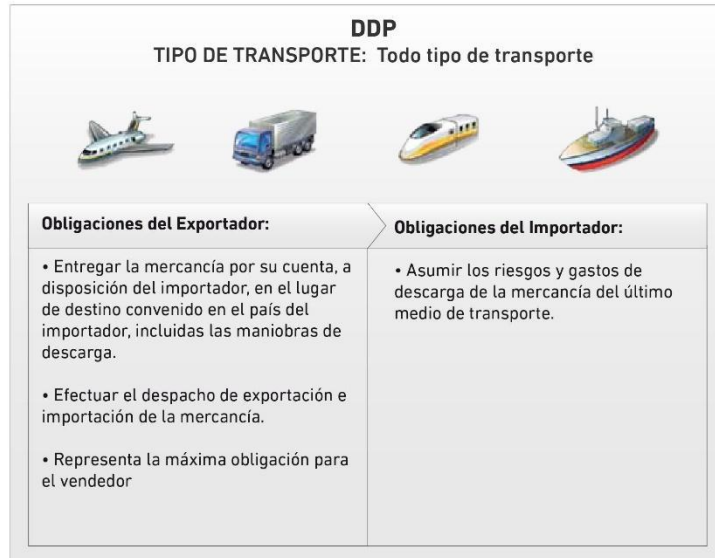 DDP
TIPO DE TRANSPORTE: Todo tipo de transporte
Obligaciones del Exportador:
• Entregar la mercancía por su cuenta, a
disposición del importador, en el lugar
de destino convenido en el país del
importador, incluidas las maniobras de
descarga.
• Efectuar el despacho de exportación e
importación de la mercancía.
• Representa la máxima obligación para
el vendedor
Obligaciones del Importador:
• Asumir los riesgos y gastos de
descarga de la mercancía del último
medio de transporte.